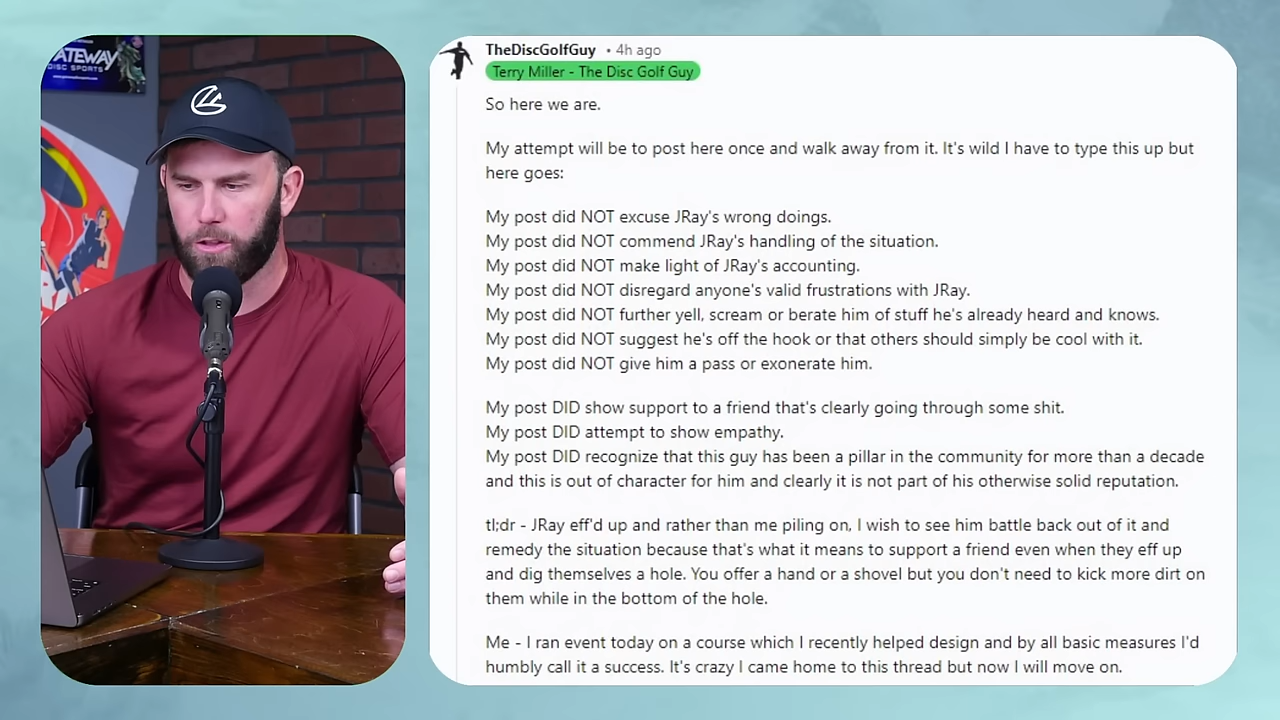 ATEWAY
DISC SPORTS
TheDiscGolfGuy • 4h ago
Terry Miller - The Disc Golf Guy
So here we are.
My attempt will be to post here once and walk away from it. It's wild I have to type this up but
here goes:
My post did NOT excuse JRay's wrong doings.
My post did NOT commend JRay's handling of the situation.
My post did NOT make light of JRay's accounting.
My post did NOT disregard anyone's valid frustrations with JRay.
My post did NOT further yell, scream or berate him of stuff he's already heard and knows.
My post did NOT suggest he's off the hook or that others should simply be cool with it.
My post did NOT give him a pass or exonerate him.
My post DID show support to a friend that's clearly going through some shit.
My post DID attempt to show empathy.
My post DID recognize that this guy has been a pillar in the community for more than a decade
and this is out of character for him and clearly it is not part of his otherwise solid reputation.
tl;dr - JRay eff'd up and rather than me piling on, I wish to see him battle back out of it and
remedy the situation because that's what it means to support a friend even when they eff up
and dig themselves a hole. You offer a hand or a shovel but you don't need to kick more dirt on
them while in the bottom of the hole.
Me - I ran event today on a course which I recently helped design and by all basic measures I'd
humbly call it a success. It's crazy I came home to this thread but now I will move on.